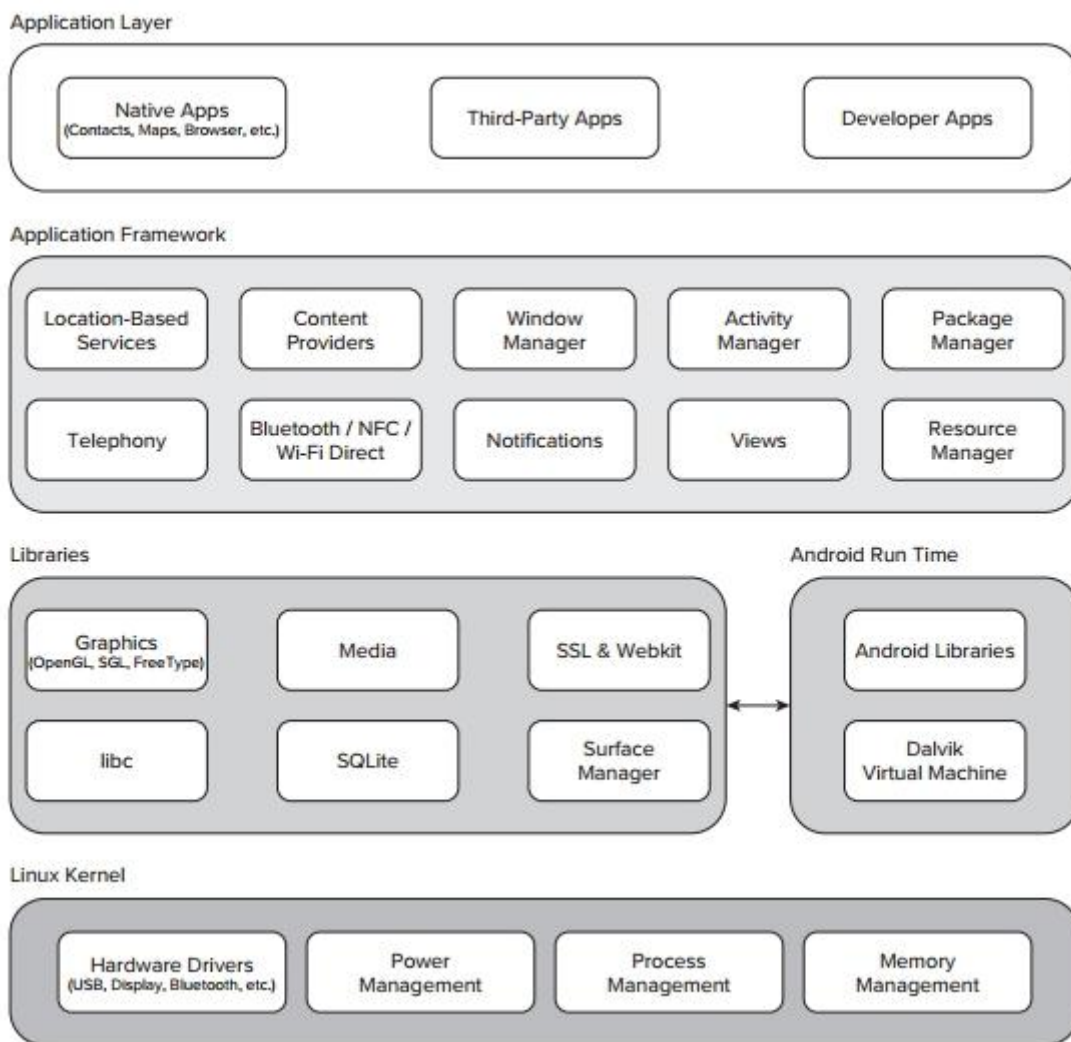 Application Layer
Native Apps
(Contacts, Maps, Browser, etc.)
Third-Party Apps
Developer Apps
Application Framework
Location-Based
Services
Content
Providers
Window
Manager
Activity
Manager
Package
Manager
Telephony
Bluetooth / NFC /
Wi-Fi Direct
Notifications
Views
Resource
Manager
Libraries
Graphics
(OpenGL, SGL, FreeType)
Media
SSL & Webkit
libc
SQLite
Surface
Manager
Android Run Time
Android Libraries
Dalvik
Virtual Machine
Linux Kernel
Hardware Drivers
(USB, Display, Bluetooth, etc.)
Power
Management
Process
Management
Memory
Management